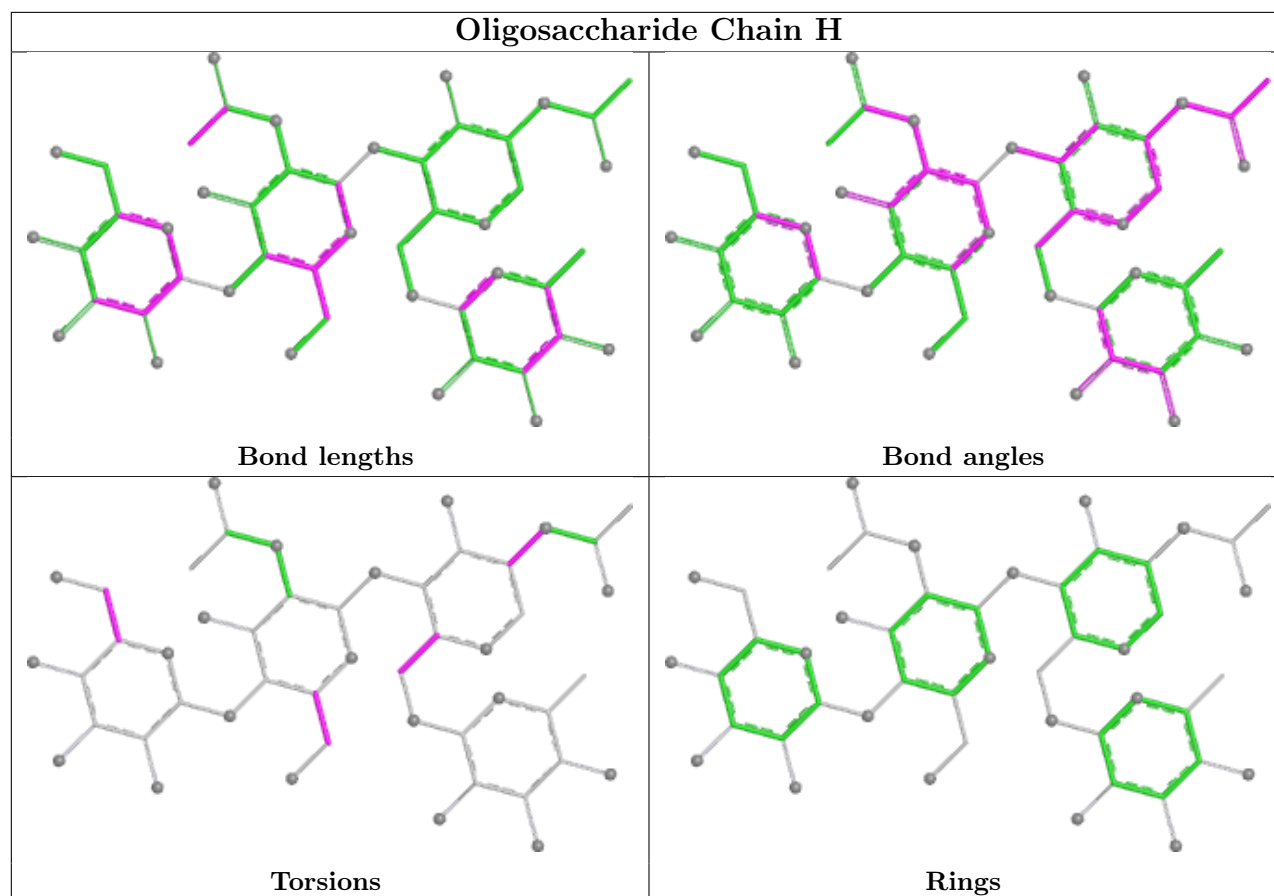 Oligosaccharide Chain H
Bond lengths
Bond angles
Torsions
Rings